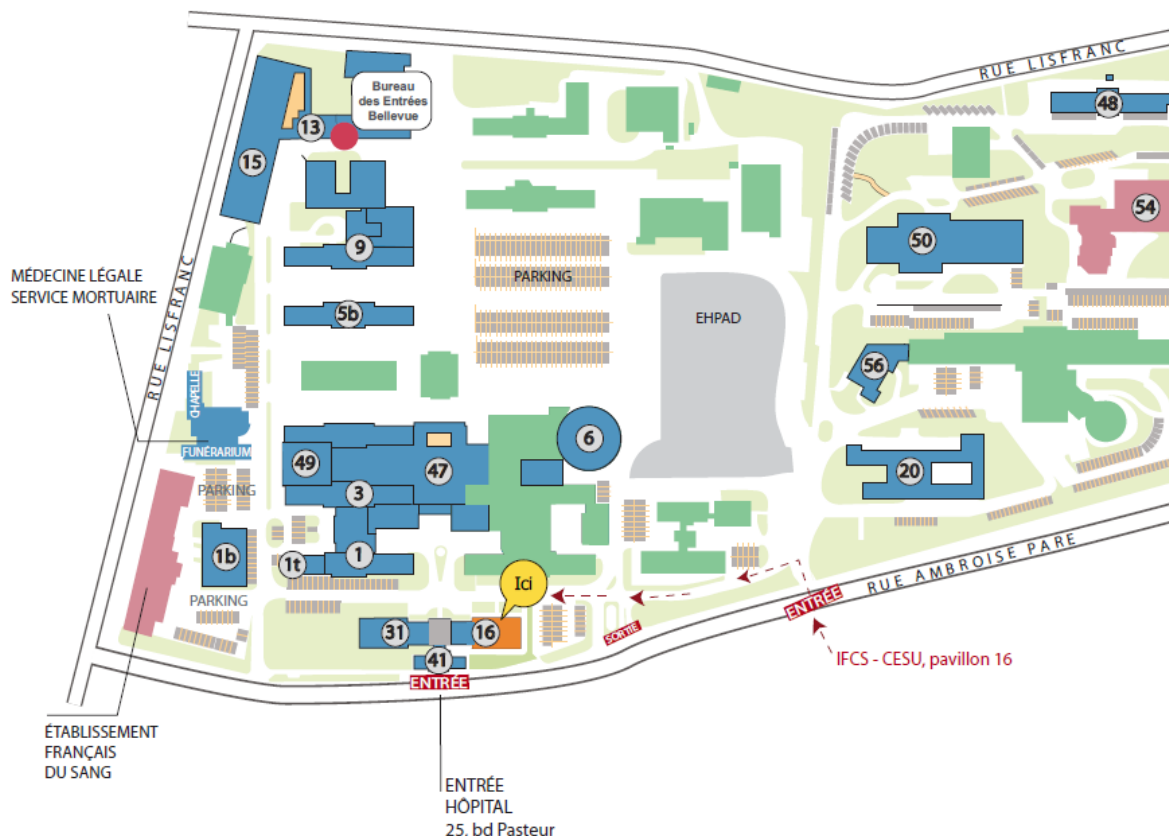 RUE LISFRANC
Bureau
des Entrées
Bellevue
48
13
15
54
50
9
MÉDECINE LÉGALE
SERVICE MORTUAIRE
PARKING
5b
EHPAD
RUE LISFRANC
56
CHAPELLE
6
FUNÉRARIUM
49
47
20
PARKING
3
1b
1t
1
Ici
RUE AMBROISE PARE
ENTRÉE
PARKING
31
16
SORTIE
41
IFCS - CESU, pavillon 16
ENTRÉE
ÉTABLISSEMENT
FRANÇAIS
DU SANG
ENTRÉE
HÔPITAL
25, bd Pasteur